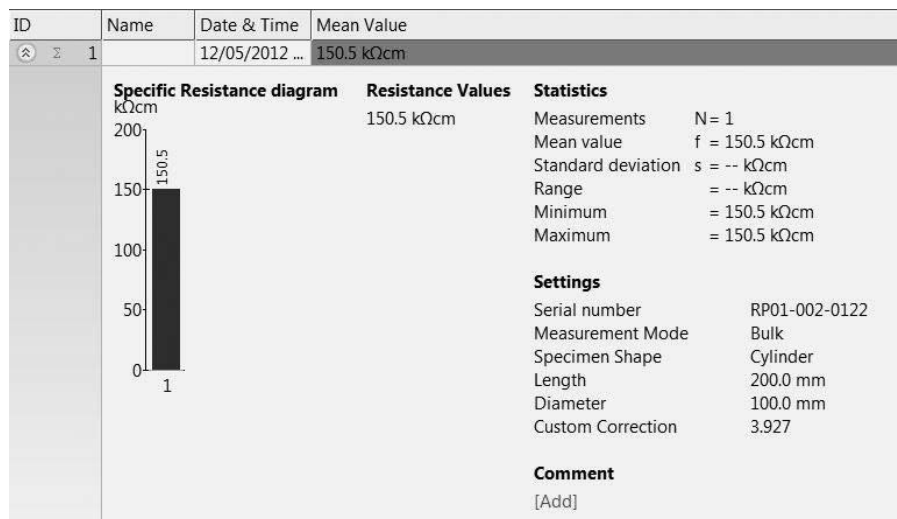 ID Name Date & Time Mean Value
Σ 1 12/05/2012 ... 150.5 kΩcm
Specific Resistance diagram
kΩcm
200
150
100
50
0
150.5
1
Resistance Values
150.5 kΩcm
Statistics
Measurements N = 1
Mean value f = 150.5 kΩcm
Standard deviation s = -- kΩcm
Range = -- kΩcm
Minimum = 150.5 kΩcm
Maximum = 150.5 kΩcm
Settings
Serial number RP01-002-0122
Measurement Mode Bulk
Specimen Shape Cylinder
Length 200.0 mm
Diameter 100.0 mm
Custom Correction 3.927
Comment
[Add]